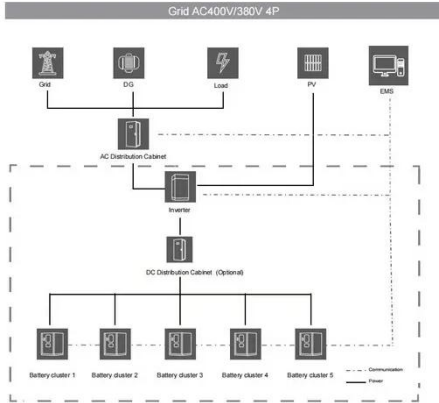 Grid AC400V/380V 4P
Grid
DG
Load
PV
EMS
AC Distribution Cabinet
Inverter
DC Distribution Cabinet (Optional)
Battery cluster 1
Battery cluster 2
Battery cluster 3
Battery cluster 4
Battery cluster 5
Communication
Power